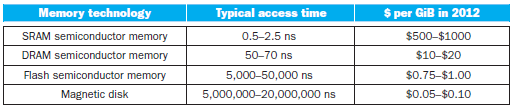 Memory technology Typical access time $ per GiB in 2012
SRAM semiconductor memory 0.5–2.5 ns $500–$1000
DRAM semiconductor memory 50–70 ns $10–$20
Flash semiconductor memory 5,000–50,000 ns $0.75–$1.00
Magnetic disk 5,000,000–20,000,000 ns $0.05–$0.10